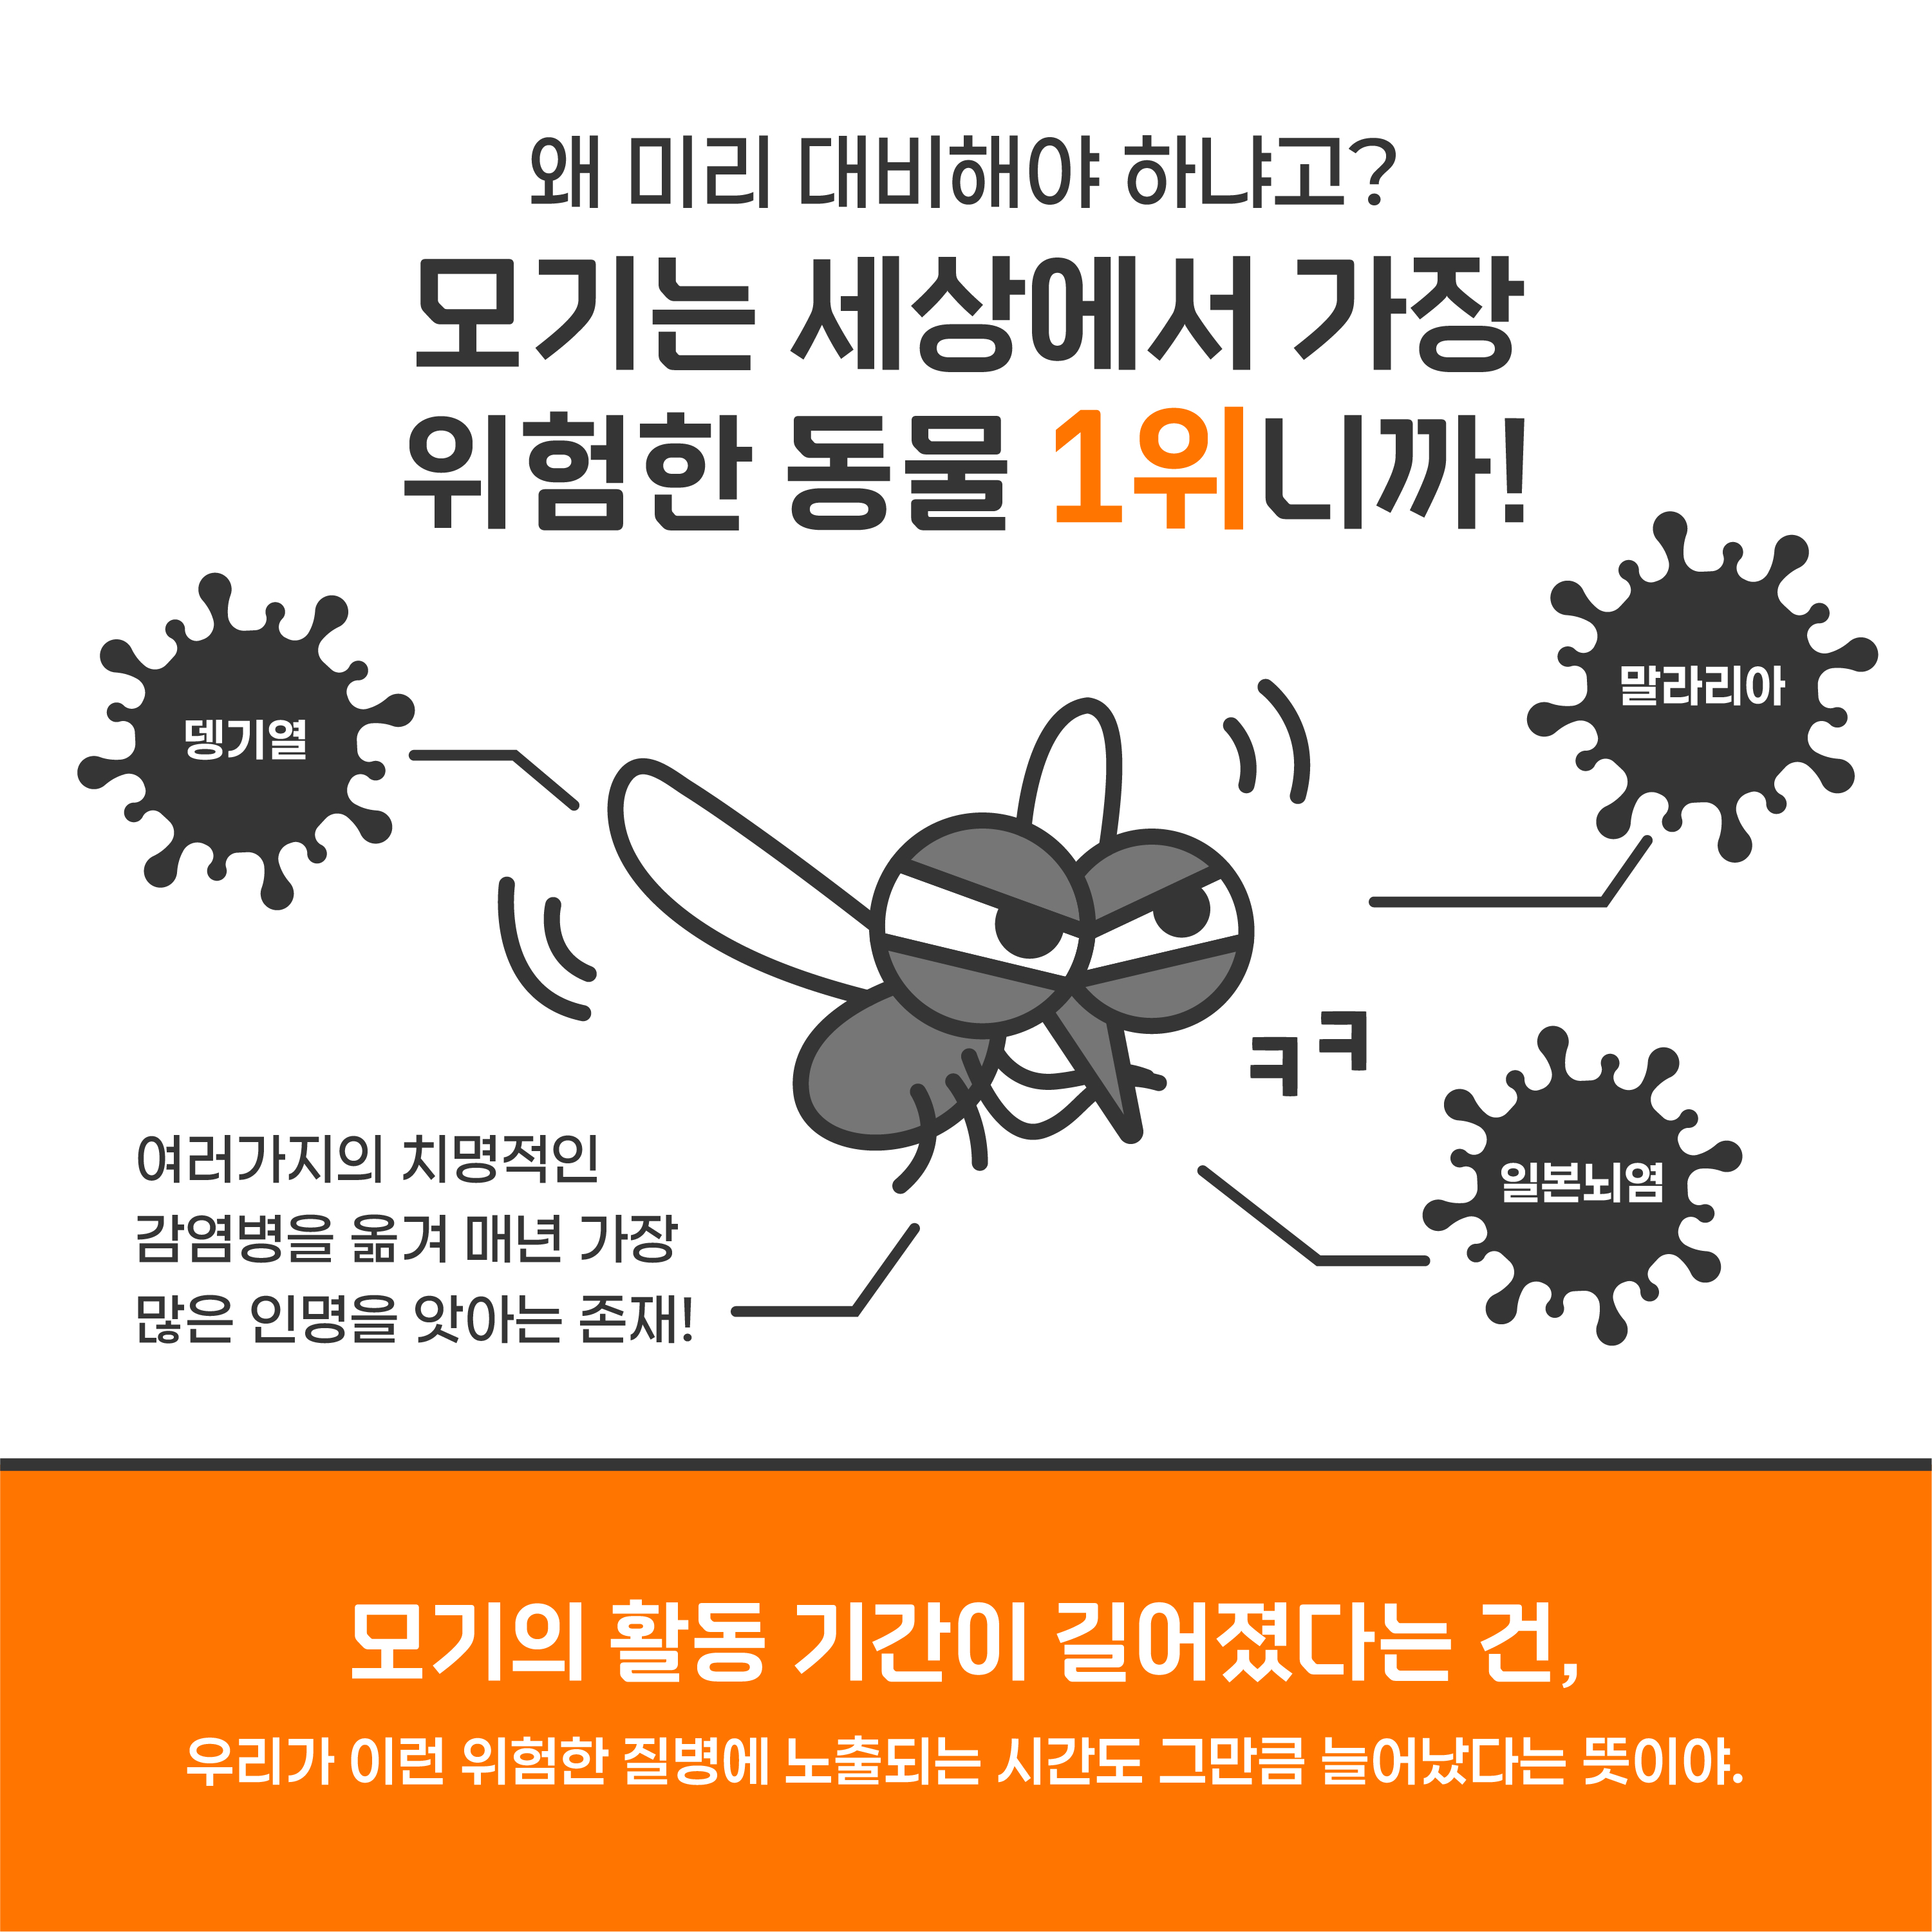 왜 미리 대비해야 하냐고?
모기는 세상에서 가장
위험한 동물 1위니까!
뎅기열
말라리아
ㅋㅋ
일본뇌염
여러가지의 치명적인
감염병을 옮겨 매년 가장
많은 인명을 앗아는 존재!
모기의 활동 기간이 길어졌다는 건,
우리가 이런 위험한 질병에 노출되는 시간도 그만큼 늘어났다는 뜻이야.